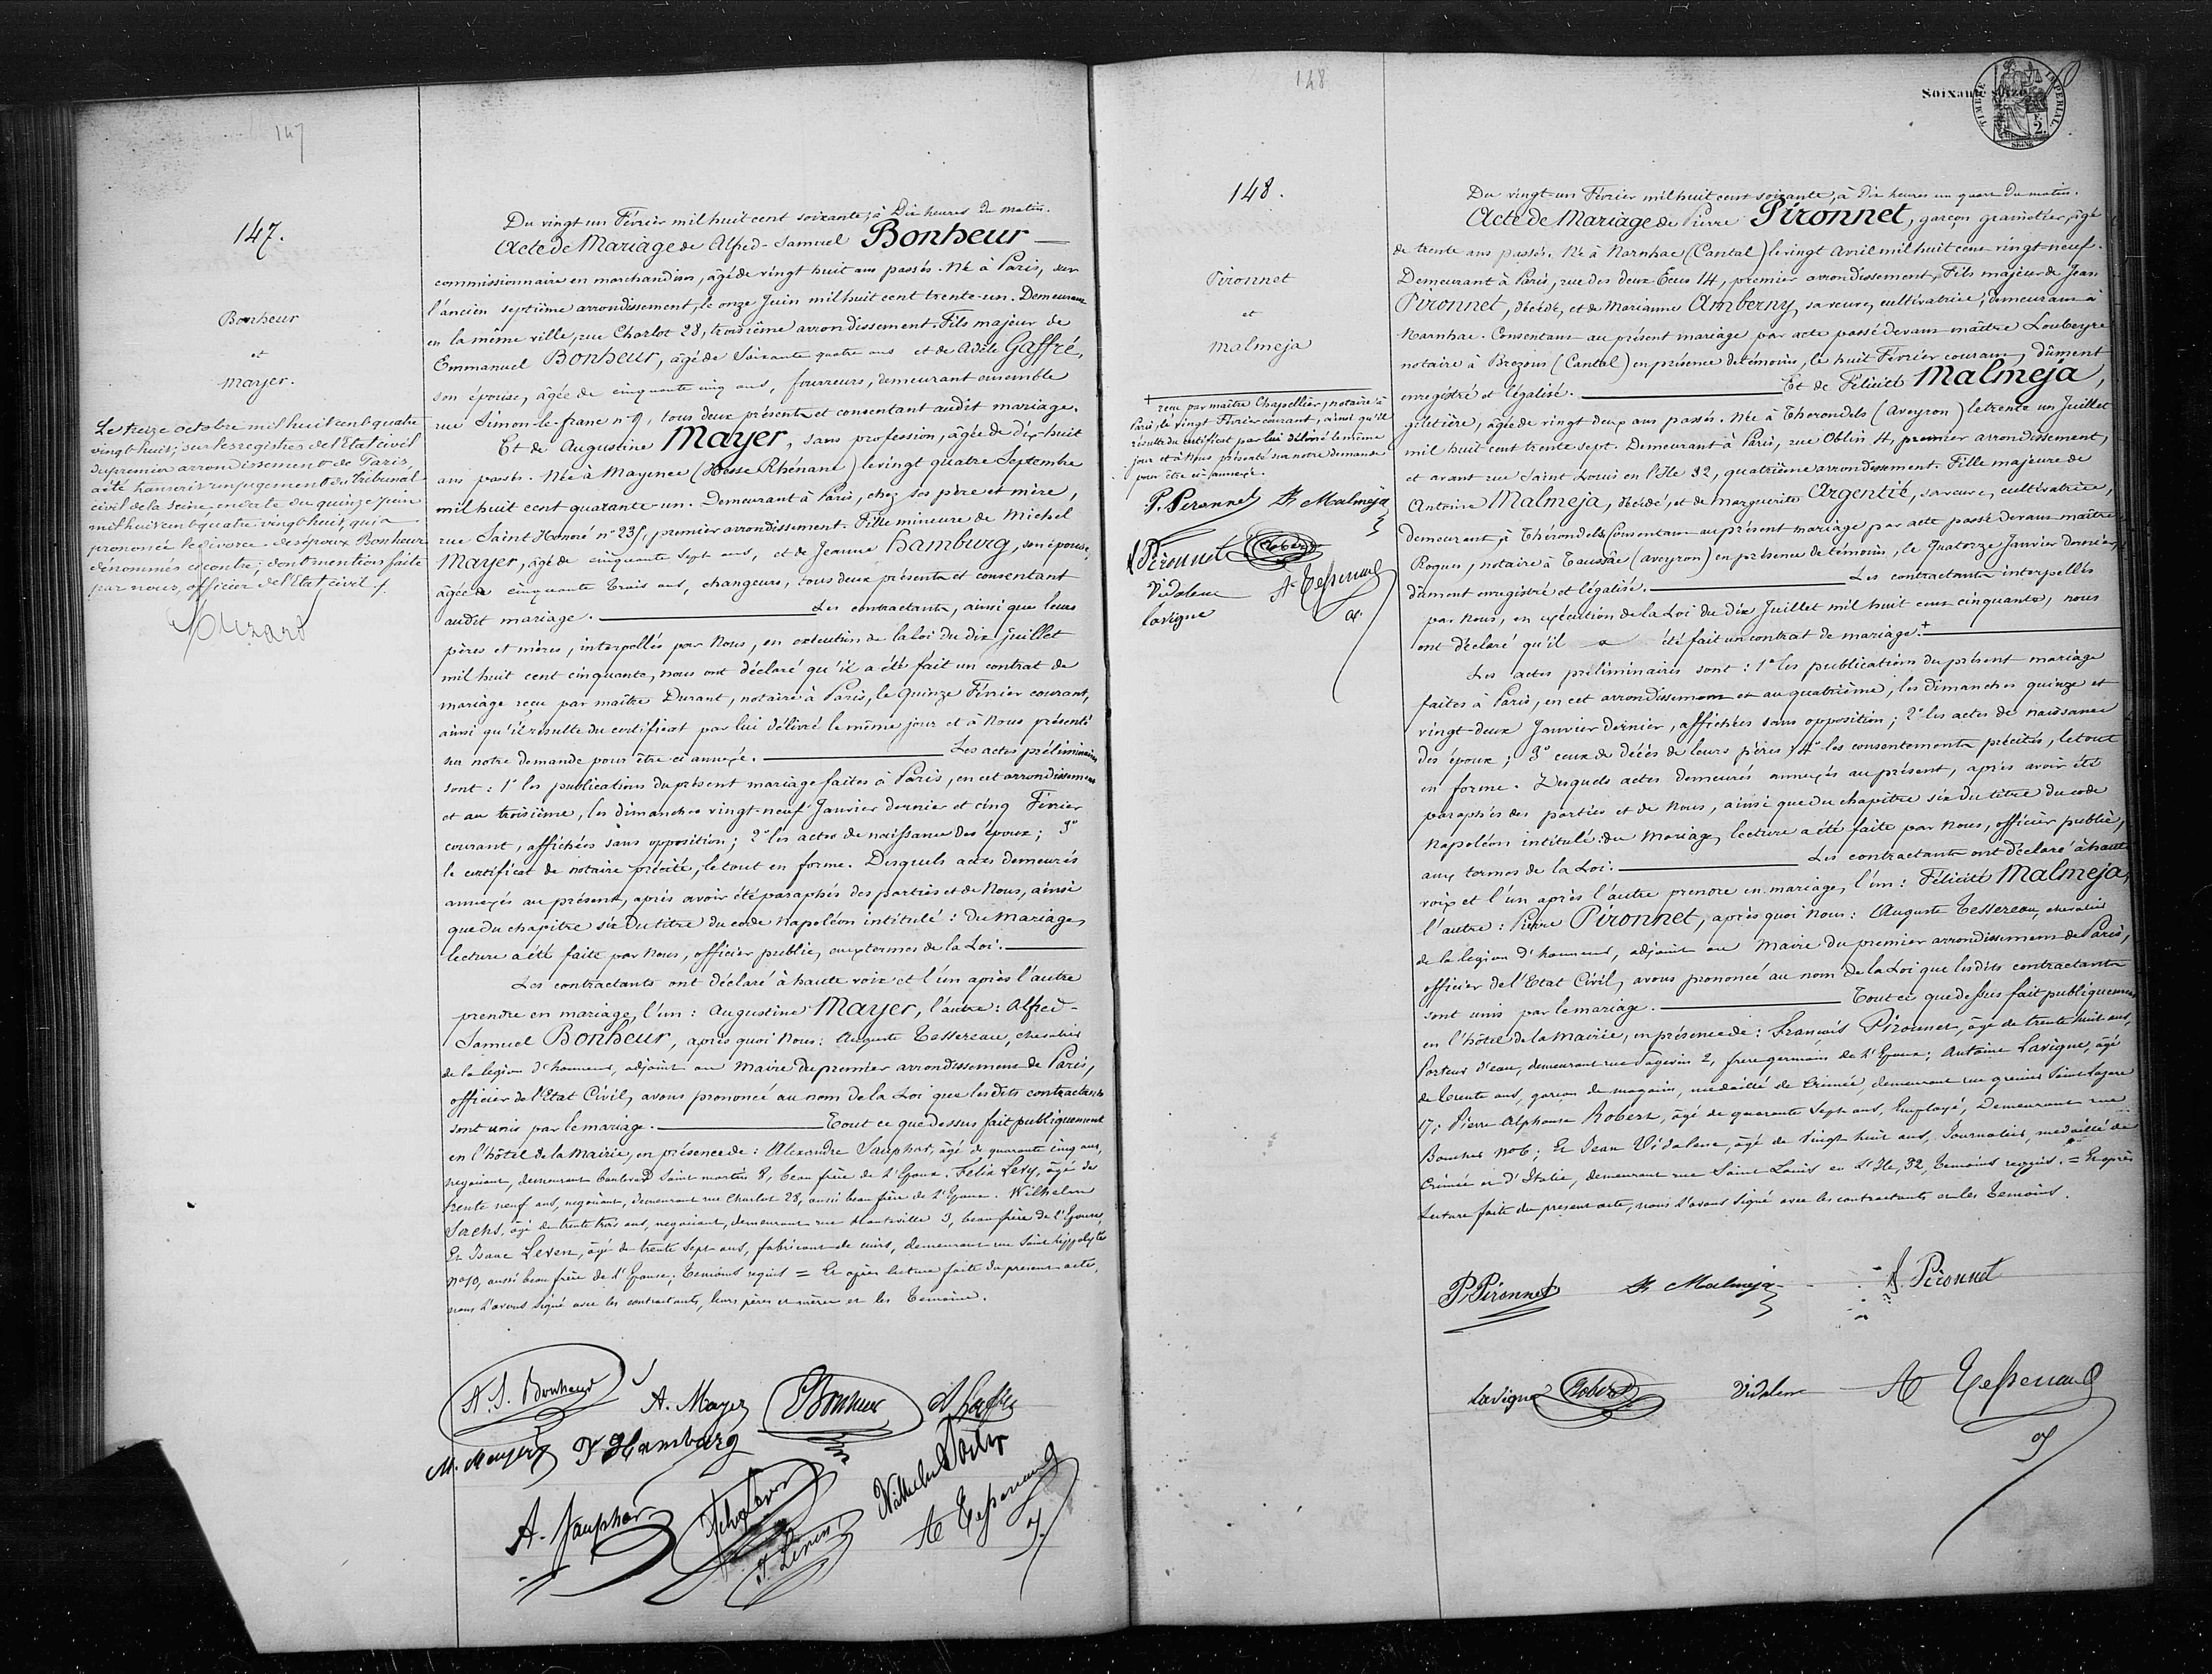 147
147.
Bonheur
et
Mayer.
Le treize octobre mil huit cent quatre
vingt huit, sur les registres de l'Etat civil
du premier arrondissement de Paris,
a été transcrit un jugement du Tribunal
civil de la Seine, en date du quinze juin
mil huit cent quatre vingt huit, qui a
prononcé le divorce des époux Bonheur
dénommés ci contre, dont mention faite
par nous, officier de l'Etat civil /.
Du vingt un Février mil huit cent soixante, à Dix heures du matin.
Acte de Mariage de Alfred-Samuel Bonheur —
commissionnaire en marchandises, âgé de vingt huit ans passés. Né à Paris, sur
l'ancien septième arrondissement, le onze Juin mil huit cent trente-un. Demeurant
en la même ville, rue Charlot 28, troisième arrondissement. Fils majeur de
Emmanuel Bonheur, âgé de Soixante quatre ans et de Adèle Gaffré,
son épouse, âgée de cinquante cinq ans, fourreurs, demeurant ensemble
rue Simon-le-franc n° 9, tous deux présents et consentant audit mariage.
Et de Augustine Mayer, sans profession, âgée de dix-huit
ans passés. Née à Mayence (Hesse Rhénane) le vingt quatre Septembre
mil huit cent quarante-un. Demeurant à Paris, chez ses père et mère,
rue Saint Honoré n° 235, premier arrondissement. Fille mineure de Michel
Mayer, âgé de cinquante sept ans, et de Jeanne Hamburg, son épouse,
âgée de cinquante trois ans, changeurs, tous deux présents et consentant
audit mariage. — Les contractants, ainsi que leurs
pères et mères, interpellés par Nous, en exécution de la loi du dix juillet
mil huit cent cinquante, nous ont déclaré qu'il a été fait un contrat de
mariage reçu par maître Durant, notaire à Paris, le quinze Février courant,
ainsi qu'il résulte du certificat par lui délivré le même jour et à Nous présenté
sur notre demande pour être ci annexé. — Les actes préliminaires
sont : 1° les publications du présent mariage faites à Paris, en cet arrondissement
et au troisième, les dimanches vingt-neuf Janvier dernier et cinq Février
courant, affichées sans opposition ; 2° les actes de naissance des époux ; 3°
le certificat de notaire précité, le tout en forme. Desquels actes demeurés
annexés au présent, après avoir été paraphés des parties et de Nous, ainsi
que du chapitre six du titre du code Napoléon intitulé : du Mariage,
lecture a été faite par Nous, officier public, aux termes de la Loi. —
Les contractants ont déclaré à haute voix et l'un après l'autre
prendre en mariage, l'un : Augustine Mayer, l'autre : Alfred-
Samuel Bonheur, après quoi Nous : Auguste Tessereau, chevalier
de la légion d'honneur, adjoint au Maire du premier arrondissement de Paris,
officier de l'Etat Civil, avons prononcé au nom de la Loi que les dits contractants
sont unis par le mariage. — Tout ce que dessus fait publiquement
en l'hôtel de la Mairie, en présence de : Alexandre Sauphar, âgé de quarante cinq ans,
négociant, demeurant boulevard Saint martin 8, beau frère de l'Epoux. Felix Levy, âgé de
trente neuf ans, négociant, demeurant rue Charlot 28, aussi beau frère de l'Epoux. Wilhelm
Sachs, âgé de trente trois ans, négociant, demeurant rue Hauteville 3, beau frère de l'Epouse,
Et Isaac Leven, âgé de trente sept ans, fabricant de cuirs, demeurant rue Saint hippolyte
n° 10, aussi beau frère de l'Epouse, témoins requis = Et après lecture faite du présent acte,
nous l'avons signé avec les contractants, leurs pères et mères et les témoins.
A. S. Bonheur A. Mayer Bonheur
M. Mayer Hamburg
A. Sauphar Wilhelm Sachs
I. Leven A Tessereau
148
148.
Pironnet
et
Malmeja
+ reçu par maître Chapellier, notaire à
Paris, le vingt Février courant, ainsi qu'il
résulte du certificat par lui délivré le même
jour et à Nous présenté sur notre demande
pour être ci-annexé.
P. Pironnet Malmeja
Pironnet Robert
Vidalenc A Tessereau
Lavigne
Soixante seize
TIMBRE IMPERIAL
SEINE
Du vingt-un Février mil huit cent soixante, à Dix heures un quart du matin.
Acte de Mariage de Pierre Pironnet, garçon grainetier, âgé
de trente ans passés. Né à Narnhac (Cantal) le vingt avril mil huit cent vingt-neuf.
Demeurant à Paris, rue des deux Ecus 14, premier arrondissement, Fils majeur de Jean
Pironnet, décédé, et de Marianne Amberny, sa veuve, cultivatrice, demeurant à
Narnhac. Consentant au présent mariage par acte passé devant maître Loubeyre
notaire à Brezons (Cantal) en présence de témoins, le huit Février courant, dûment
enregistré et légalisé. — Et de Félicité Malmeja,
giletière, âgée de vingt deux ans passés. Née à Therondels (Aveyron) le trente un Juillet
mil huit cent trente sept. Demeurant à Paris, rue Oblin 4, premier arrondissement,
et avant rue Saint Louis en l'Ile 32, quatrième arrondissement. Fille majeure de
Antoine Malmeja, décédé, et de marguerite Argentié, sa veuve, cultivatrice,
demeurant à Thérondels, Consentant au présent mariage par acte passé devant maître
Roques, notaire à Taussac (aveyron) en présence de témoins, le Quatorze Janvier dernier
dûment enregistré et légalisé. — Les contractants interpellés
par Nous, en exécution de la Loi du dix Juillet mil huit cent cinquante, nous
ont déclaré qu'il a été fait un contrat de mariage. + —
Les actes préliminaires sont : 1° les publications du présent mariage
faites à Paris, en cet arrondissement et au quatrième, les dimanches quinze et
vingt-deux Janvier dernier, affichées sans opposition ; 2° les actes de naissance
des époux ; 3° ceux de décès de leurs pères ; 4° les consentements précités, le tout
en forme. Desquels actes demeurés annexés au présent, après avoir été
paraphés des parties et de Nous, ainsi que du chapitre six du titre du code
Napoléon intitulé : du Mariage, lecture a été faite par Nous, officier public,
aux termes de la Loi. — Les contractants ont déclaré à haute
voix et l'un après l'autre prendre en mariage, l'un : Félicité Malmeja,
l'autre : Pierre Pironnet, après quoi Nous : Auguste Tessereau, chevalier
de la légion d'honneur, adjoint au Maire du premier arrondissement de Paris,
officier de l'Etat Civil, avons prononcé au nom de la Loi que les dits contractants
sont unis par le mariage. — Tout ce que dessus fait publiquement
en l'hôtel de la Mairie, en présence de : François Pironnet, âgé de trente huit ans,
Porteur d'eau, demeurant rue Pagevin 2, frère germain de l'Epoux ; Antoine Lavigne, âgé
de trente ans, garçon de magasin, médaillé de Crimée, demeurant rue grenier Saint Lazare
17 ; Pierre Alphonse Robert, âgé de quarante sept ans, Employé, Demeurant rue
Boucher n° 6 ; Et Jean Vidalenc, âgé de Vingt huit ans, Journalier, médaillé de
Crimée et d'Italie, demeurant rue Saint Louis en l'Ile, 32, témoins requis. = Et après
lecture faite du présent acte, nous l'avons signé avec les contractants et les témoins.
P. Pironnet Malmeja Pironnet
Lavigne Robert Vidalenc A Tessereau